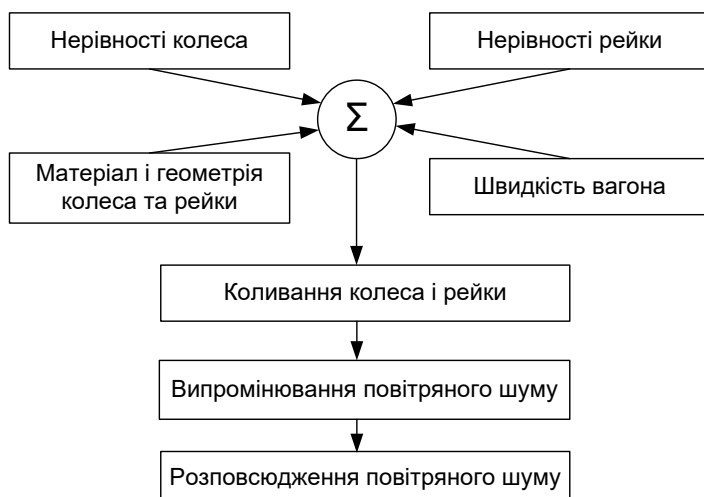 Нерівності колеса
Нерівності рейки
Σ
Матеріал і геометрія
колеса та рейки
Швидкість вагона
Коливання колеса і рейки
Випромінювання повітряного шуму
Розповсюдження повітряного шуму